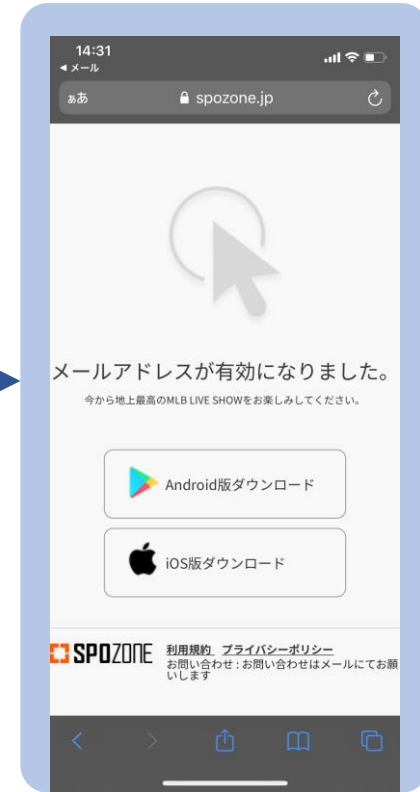 14:31
◀ メール
ぁあ
spozone.jp
メールアドレスが有効になりました。
今から地上最高のMLB LIVE SHOWをお楽しみしてください。
Android版ダウンロード
iOS版ダウンロード
SPOZONE
利用規約 プライバシーポリシー
お問い合わせ : お問い合わせはメールにてお願
いします